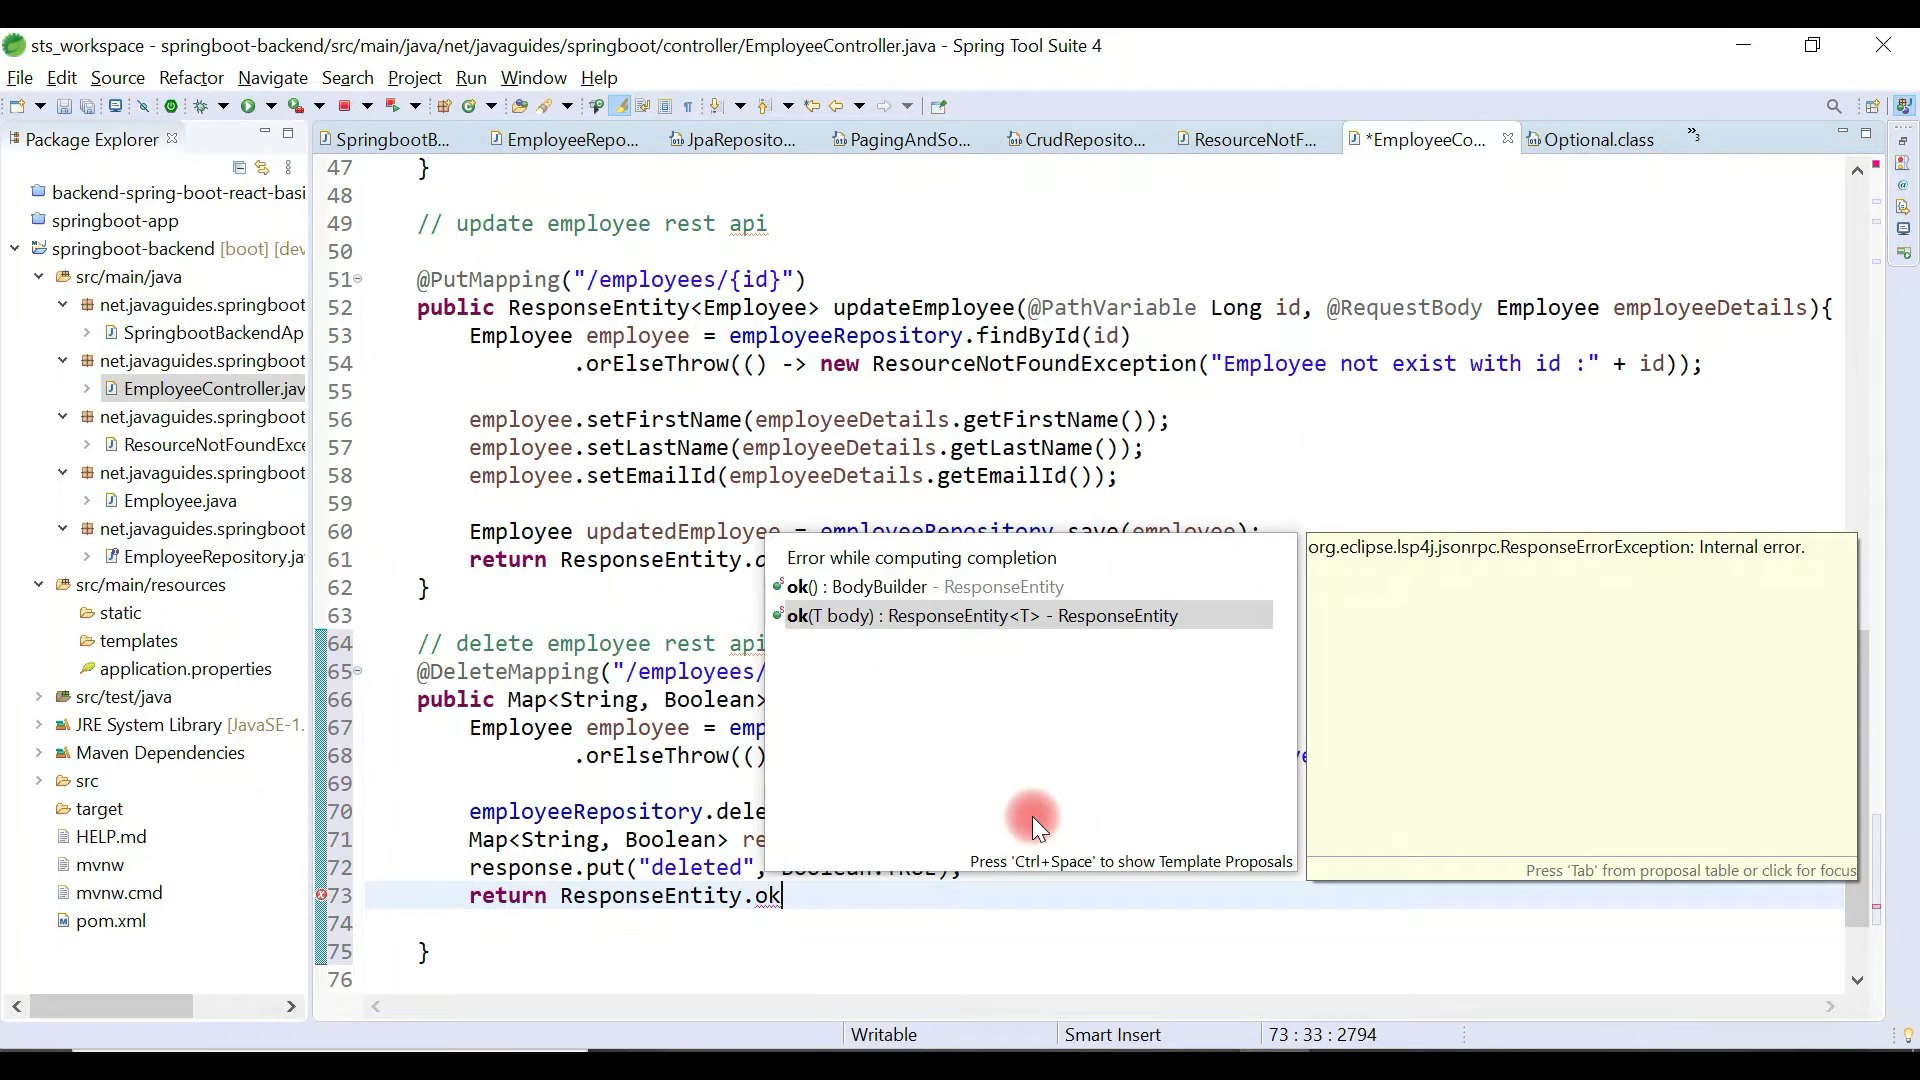 sts_workspace - springboot-backend/src/main/java/net/javaguides/springboot/controller/EmployeeController.java - Spring Tool Suite 4
File Edit Source Refactor Navigate Search Project Run Window Help
Package Explorer
SpringbootB... EmployeeRepo... JpaReposito... PagingAndSo... CrudReposito... ResourceNotF... *EmployeeCo... Optional.class »3
backend-spring-boot-react-basi
springboot-app
springboot-backend [boot] [dev
src/main/java
net.javaguides.springboot
SpringbootBackendAp
net.javaguides.springboot
EmployeeController.jav
net.javaguides.springboot
ResourceNotFoundExce
net.javaguides.springboot
Employee.java
net.javaguides.springboot
EmployeeRepository.ja
src/main/resources
static
templates
application.properties
src/test/java
JRE System Library [JavaSE-1.
Maven Dependencies
src
target
HELP.md
mvnw
mvnw.cmd
pom.xml
47 }
48
49 // update employee rest api
50
51 @PutMapping("/employees/{id}")
52 public ResponseEntity<Employee> updateEmployee(@PathVariable Long id, @RequestBody Employee employeeDetails){
53 Employee employee = employeeRepository.findById(id)
54 .orElseThrow(() -> new ResourceNotFoundException("Employee not exist with id :" + id));
55
56 employee.setFirstName(employeeDetails.getFirstName());
57 employee.setLastName(employeeDetails.getLastName());
58 employee.setEmailId(employeeDetails.getEmailId());
59
60 Employee updatedEmployee = employeeRepository.save(employee);
61 return ResponseEntity.o
62 }
63
64 // delete employee rest api
65 @DeleteMapping("/employees/
66 public Map<String, Boolean>
67 Employee employee = emp
68 .orElseThrow(()
69
70 employeeRepository.dele
71 Map<String, Boolean> re
72 response.put("deleted", Boolean.TRUE);
73 return ResponseEntity.ok
74
75 }
76
Error while computing completion
ok() : BodyBuilder - ResponseEntity
ok(T body) : ResponseEntity<T> - ResponseEntity
Press 'Ctrl+Space' to show Template Proposals
org.eclipse.lsp4j.jsonrpc.ResponseErrorException: Internal error.
Press 'Tab' from proposal table or click for focus
Writable Smart Insert 73 : 33 : 2794